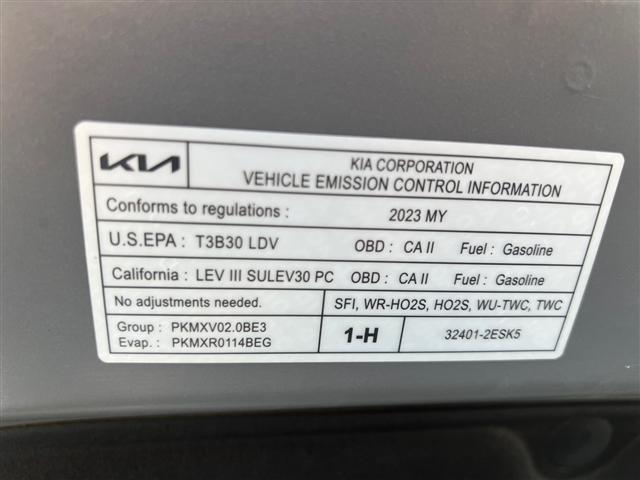 KIA
KIA CORPORATION
VEHICLE EMISSION CONTROL INFORMATION
Conforms to regulations : 2023 MY
U.S.EPA : T3B30 LDV OBD : CA II Fuel : Gasoline
California : LEV III SULEV30 PC OBD : CA II Fuel : Gasoline
No adjustments needed. SFI, WR-HO2S, HO2S, WU-TWC, TWC
Group : PKMXV02.0BE3
Evap. : PKMXR0114BEG
1-H
32401-2ESK5